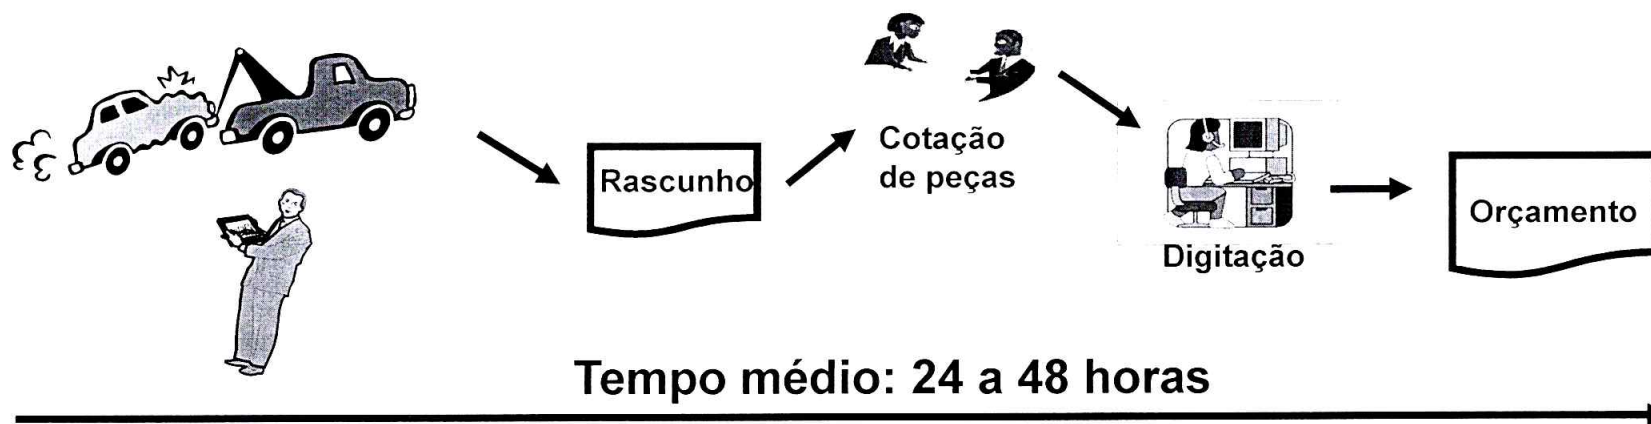 Rascunho
Cotação
de peças
Digitação
Orçamento
Tempo médio: 24 a 48 horas